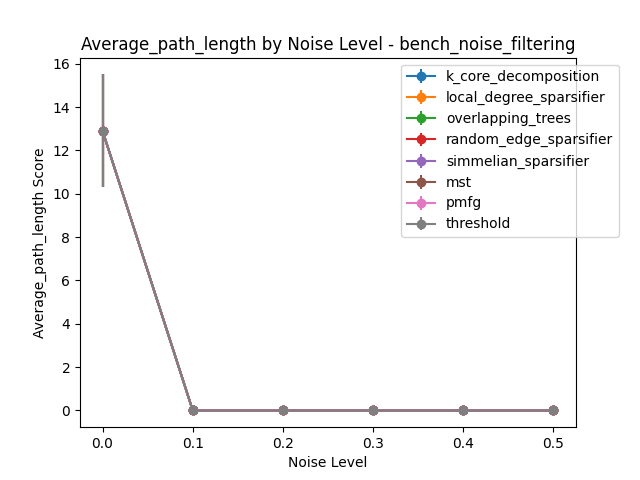 Average_path_length by Noise Level - bench_noise_filtering
Average_path_length Score
16
14
12
10
8
6
4
2
0
k_core_decomposition
local_degree_sparsifier
overlapping_trees
random_edge_sparsifier
simmelian_sparsifier
mst
pmfg
threshold
0.0 0.1 0.2 0.3 0.4 0.5
Noise Level